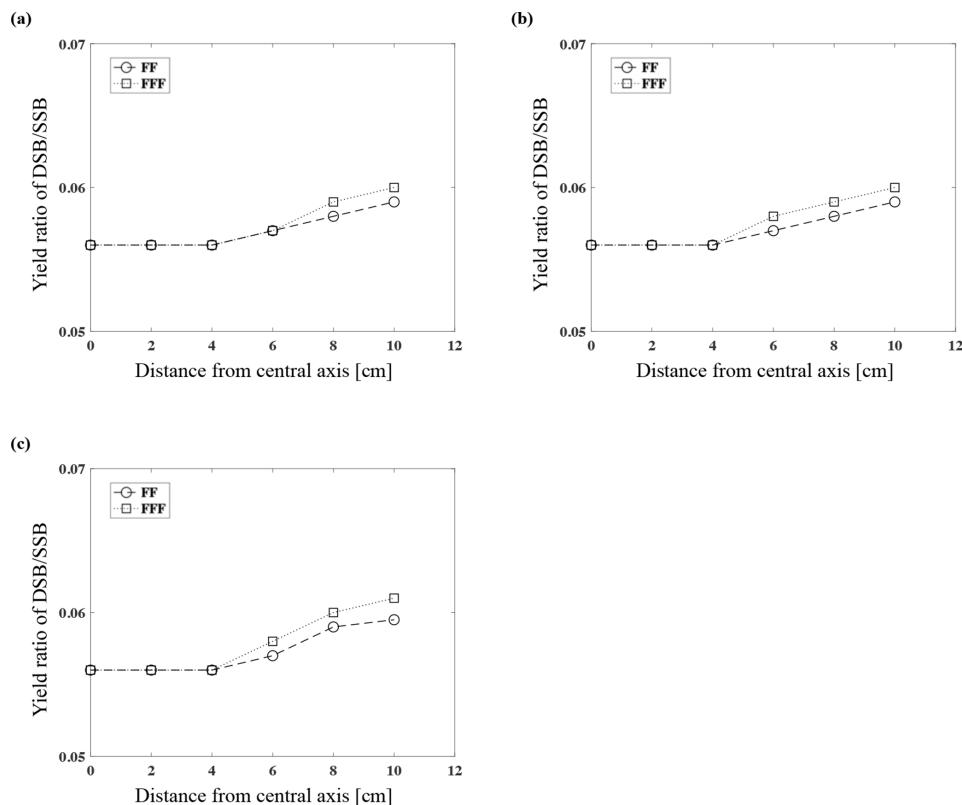 (a)
0.07
FF
FFF
Yield ratio of DSB/SSB
0.06
0.05
0 2 4 6 8 10 12
Distance from central axis [cm]
(b)
0.07
FF
FFF
Yield ratio of DSB/SSB
0.06
0.05
0 2 4 6 8 10 12
Distance from central axis [cm]
(c)
0.07
FF
FFF
Yield ratio of DSB/SSB
0.06
0.05
0 2 4 6 8 10 12
Distance from central axis [cm]